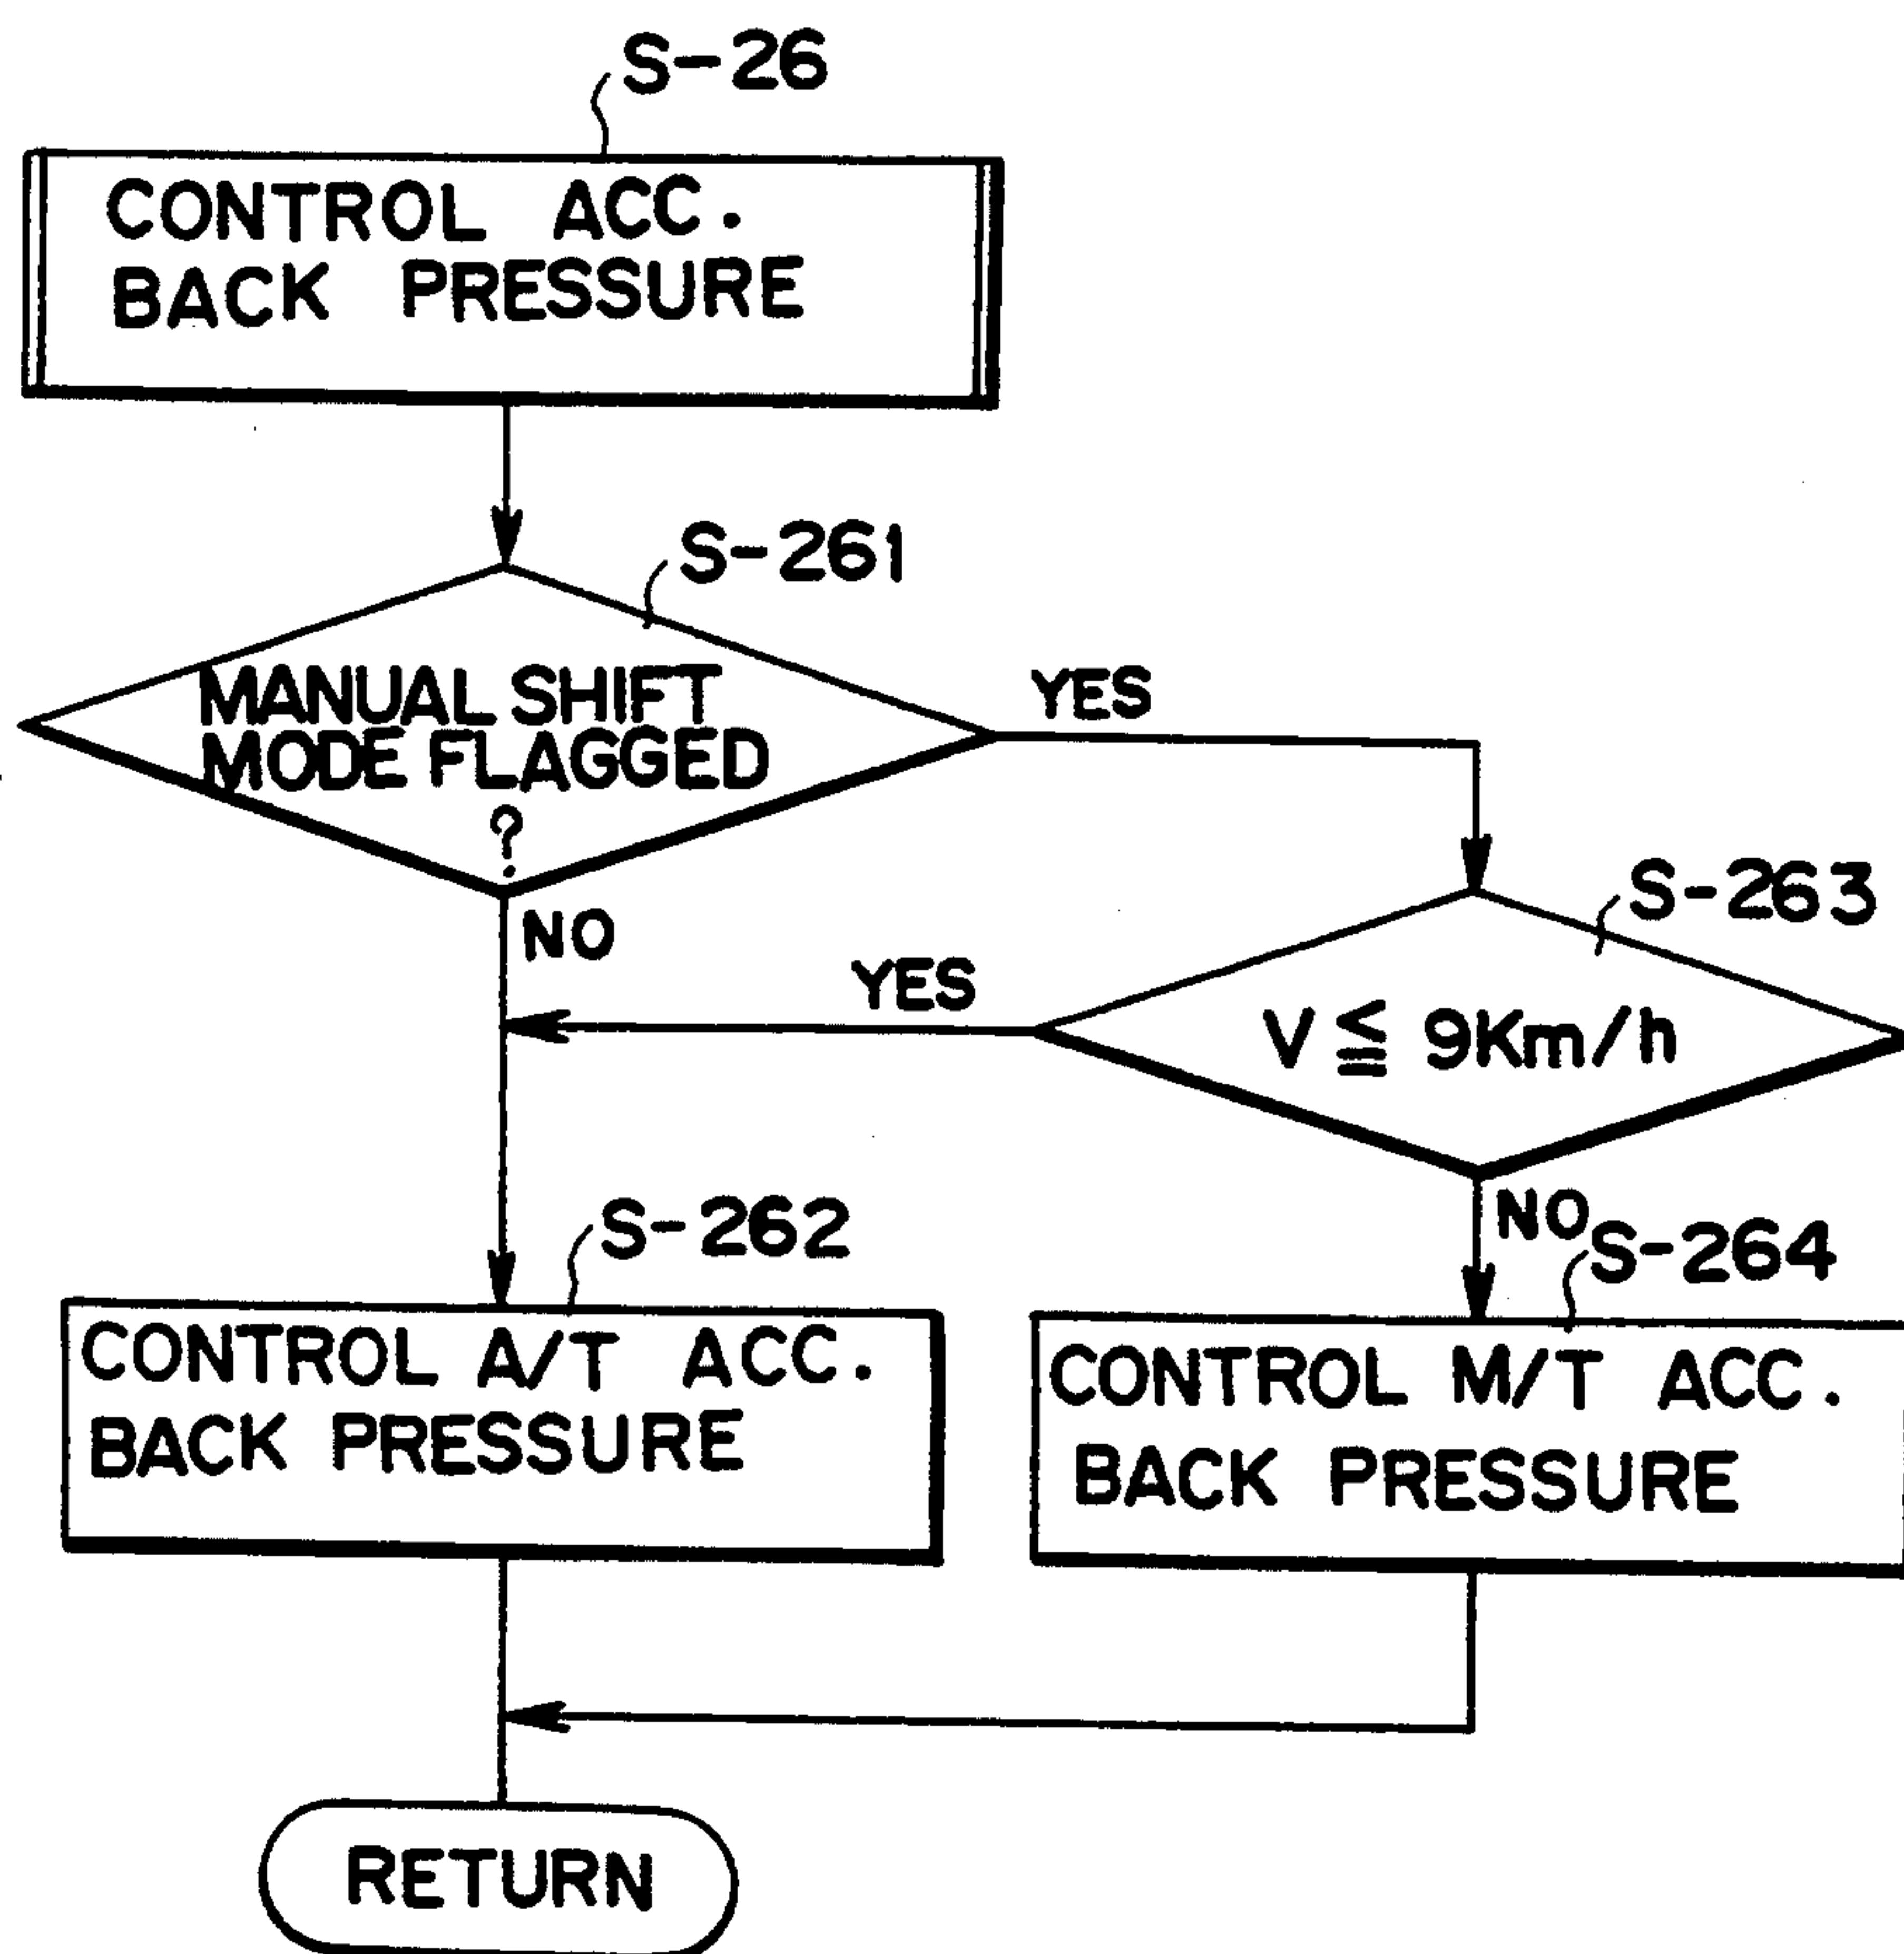 S-26
CONTROL ACC.
BACK PRESSURE
S-261
MANUAL SHIFT
MODE FLAGGED
?
YES
NO
S-263
YES
V ≦ 9Km/h
NO
S-262
S-264
CONTROL A/T ACC.
BACK PRESSURE
CONTROL M/T ACC.
BACK PRESSURE
RETURN